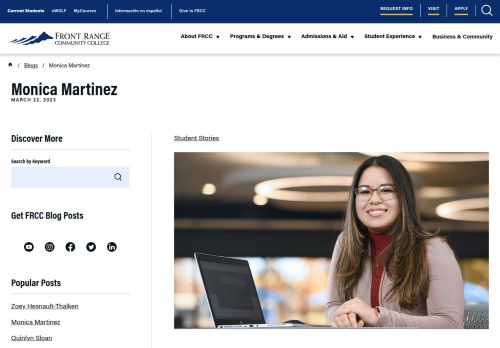 Current Students eWOLF MyCourses Información en español Give to FRCC REQUEST INFO VISIT APPLY
FRONT RANGE
COMMUNITY COLLEGE
About FRCC Programs & Degrees Admissions & Aid Student Experience Business & Community
/ Blogs / Monica Martinez
Monica Martinez
MARCH 22, 2023
Discover More
Student Stories
Search by Keyword
Get FRCC Blog Posts
Popular Posts
Zoey Hesnault-Thalken
Monica Martinez
Quinlyn Sloan